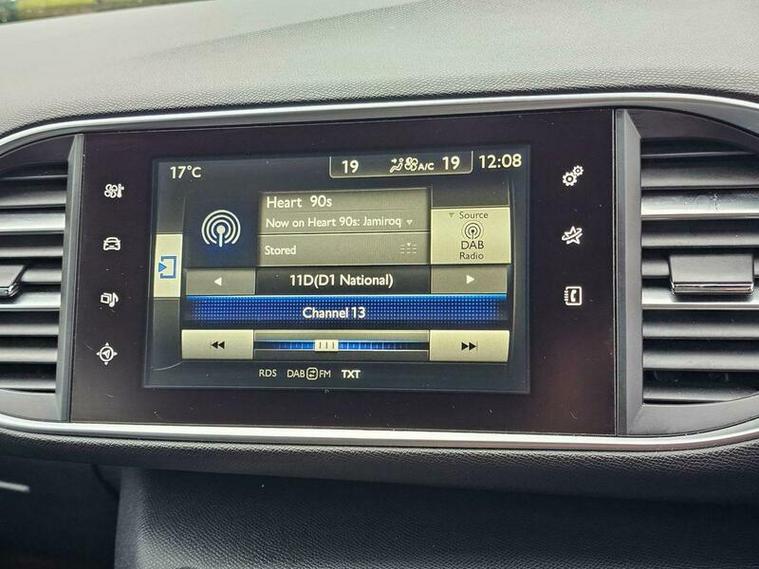 17°C
19 A/C 19
12:08
Heart 90s
Now on Heart 90s: Jamiroq
Stored
Source
DAB
Radio
11D(D1 National)
Channel 13
RDS DAB FM TXT